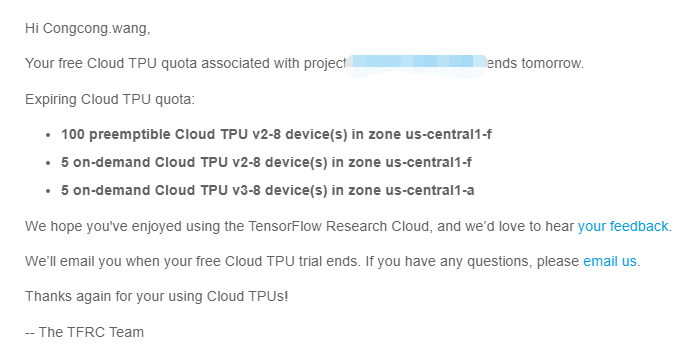 Hi Congcong.wang,
Your free Cloud TPU quota associated with project ends tomorrow.
Expiring Cloud TPU quota:
• 100 preemptible Cloud TPU v2-8 device(s) in zone us-central1-f
• 5 on-demand Cloud TPU v2-8 device(s) in zone us-central1-f
• 5 on-demand Cloud TPU v3-8 device(s) in zone us-central1-a
We hope you've enjoyed using the TensorFlow Research Cloud, and we’d love to hear your feedback.
We’ll email you when your free Cloud TPU trial ends. If you have any questions, please email us.
Thanks again for your using Cloud TPUs!
-- The TFRC Team